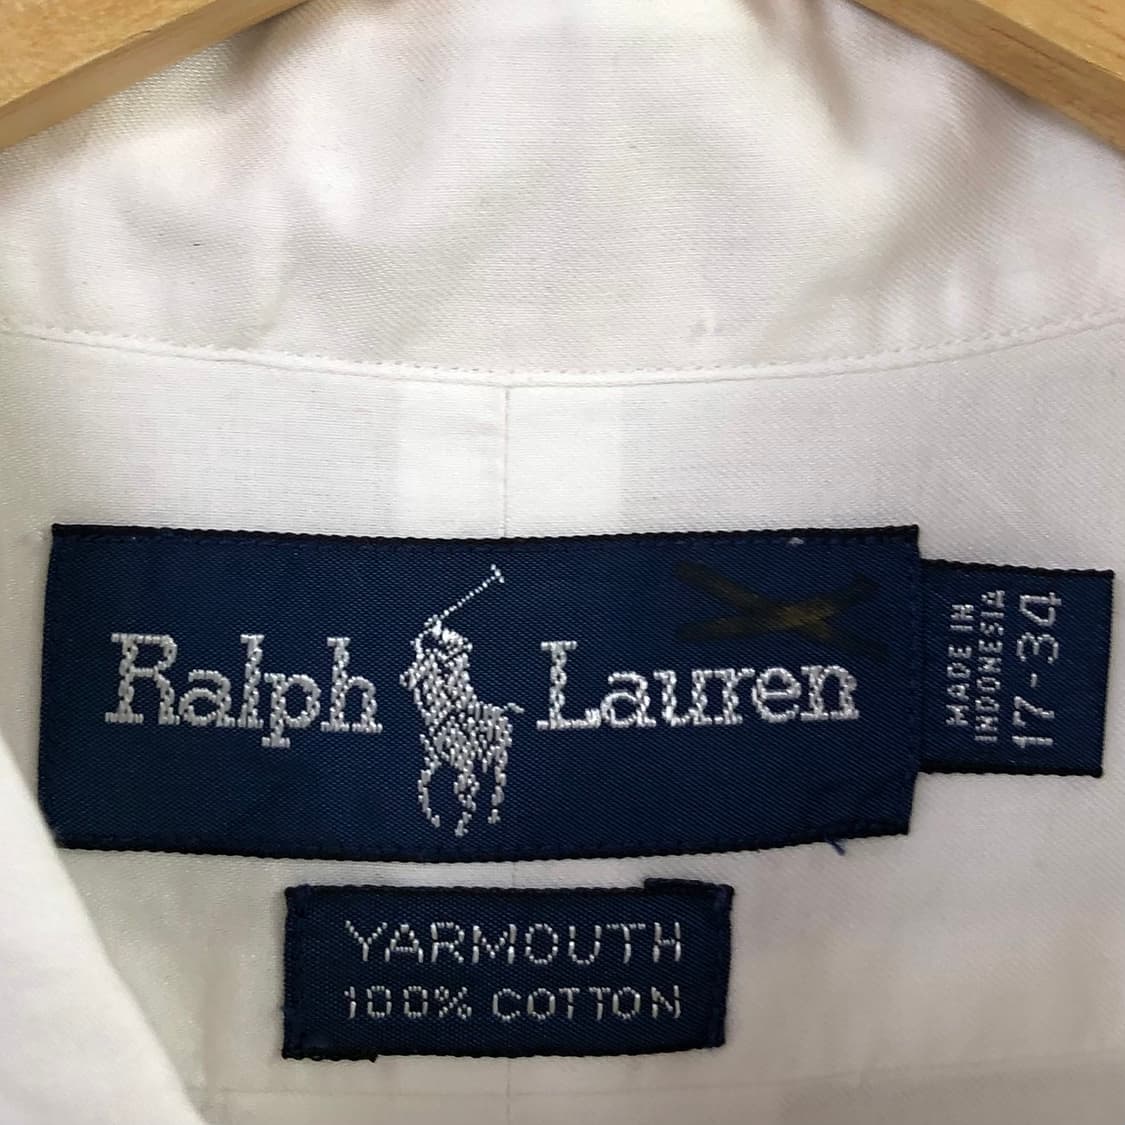 Ralph Lauren
MADE IN
INDONESIA
17-34
YARMOUTH
100% COTTON